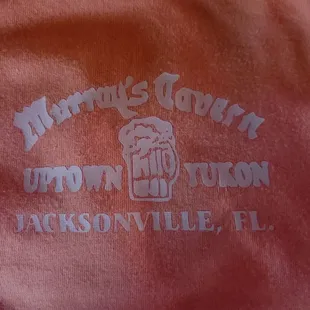 Murray's Tavern
UPTOWN YUKON
JACKSONVILLE, FL.